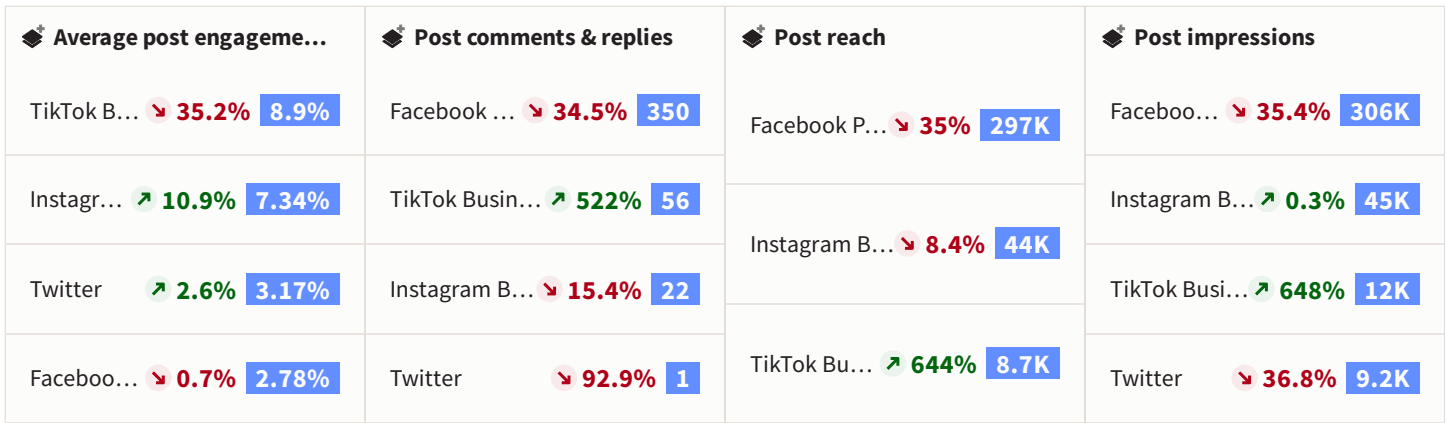 Average post engageme...
TikTok B... 35.2% 8.9%
Instagr... 10.9% 7.34%
Twitter 2.6% 3.17%
Faceboo... 0.7% 2.78%
Post comments & replies
Facebook ... 34.5% 350
TikTok Busin... 522% 56
Instagram B... 15.4% 22
Twitter 92.9% 1
Post reach
Facebook P... 35% 297K
Instagram B... 8.4% 44K
TikTok Bu... 644% 8.7K
Post impressions
Faceboo... 35.4% 306K
Instagram B... 0.3% 45K
TikTok Busi... 648% 12K
Twitter 36.8% 9.2K